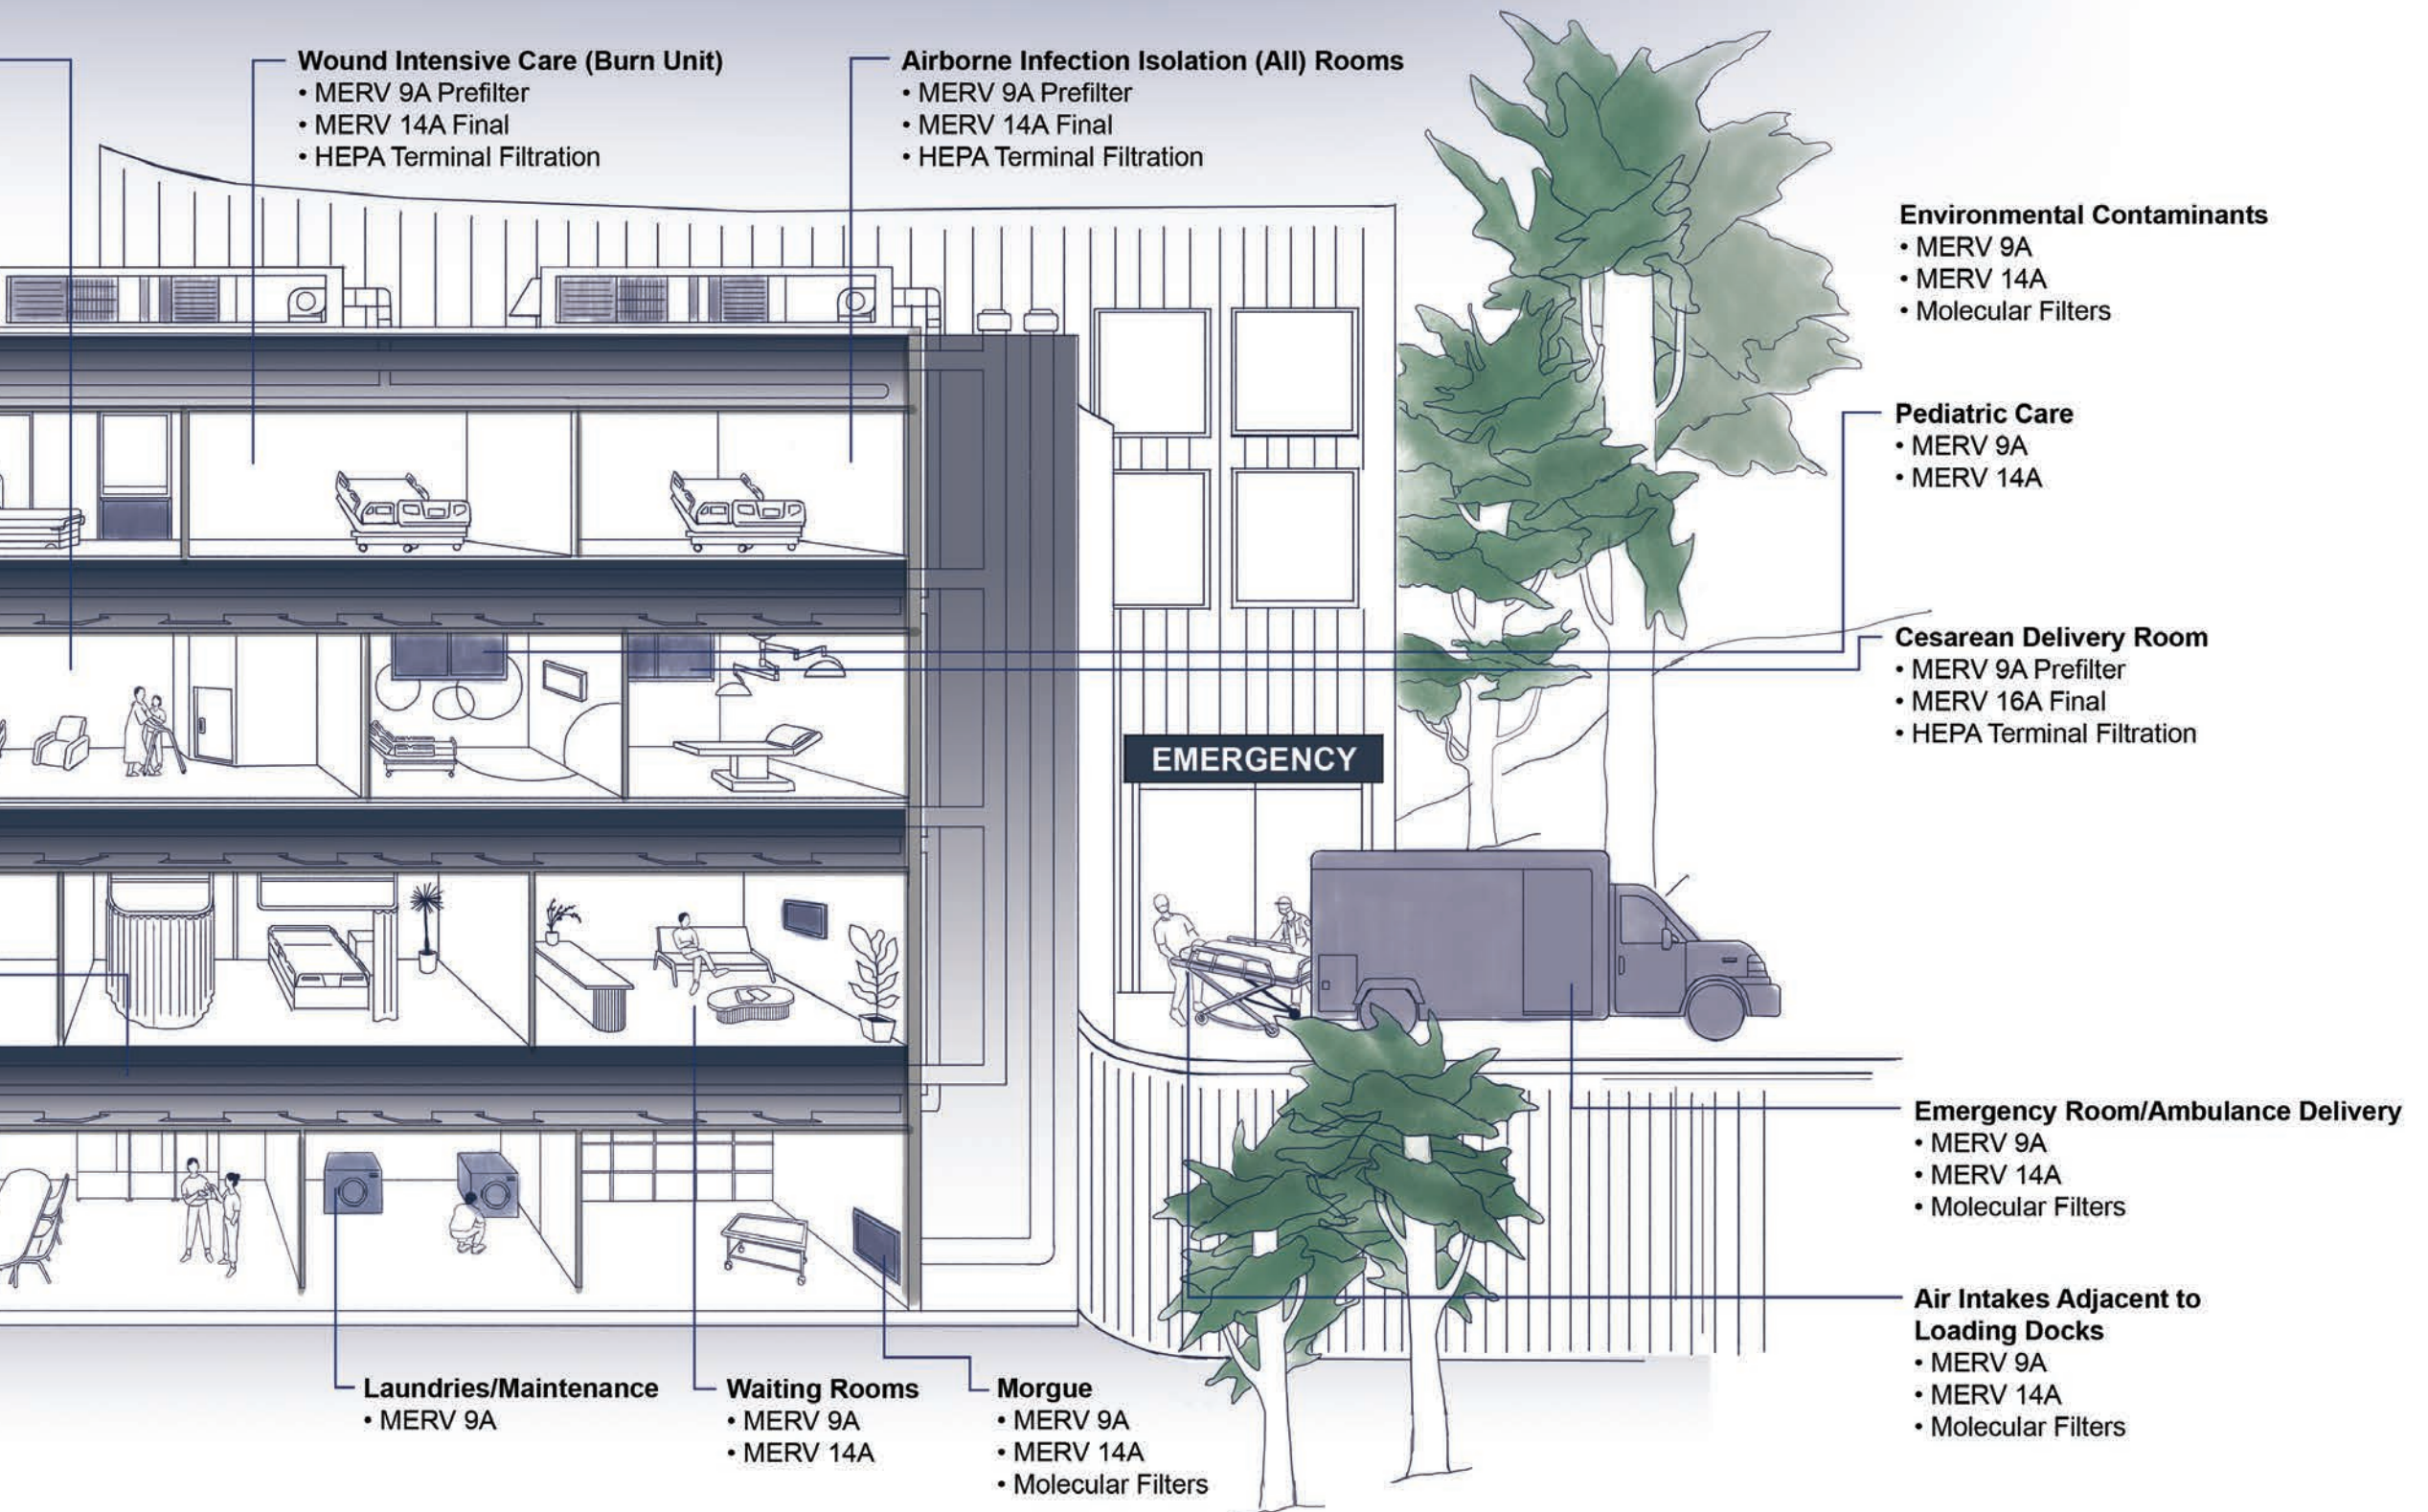 Wound Intensive Care (Burn Unit)
• MERV 9A Prefilter
• MERV 14A Final
• HEPA Terminal Filtration
Airborne Infection Isolation (AII) Rooms
• MERV 9A Prefilter
• MERV 14A Final
• HEPA Terminal Filtration
Environmental Contaminants
• MERV 9A
• MERV 14A
• Molecular Filters
Pediatric Care
• MERV 9A
• MERV 14A
Cesarean Delivery Room
• MERV 9A Prefilter
• MERV 16A Final
• HEPA Terminal Filtration
EMERGENCY
Emergency Room/Ambulance Delivery
• MERV 9A
• MERV 14A
• Molecular Filters
Air Intakes Adjacent to
Loading Docks
• MERV 9A
• MERV 14A
• Molecular Filters
Laundries/Maintenance
• MERV 9A
Waiting Rooms
• MERV 9A
• MERV 14A
Morgue
• MERV 9A
• MERV 14A
• Molecular Filters